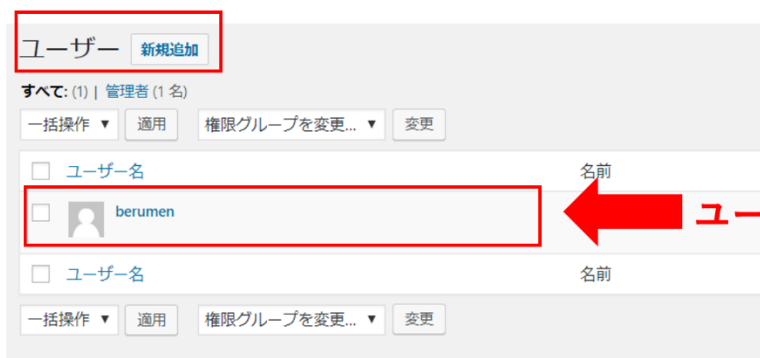 ユーザー 新規追加
すべて: (1) | 管理者 (1 名)
一括操作 ▼ 適用 権限グループを変更... ▼ 変更
ユーザー名 名前
berumen
ユー
ユーザー名 名前
一括操作 ▼ 適用 権限グループを変更... ▼ 変更